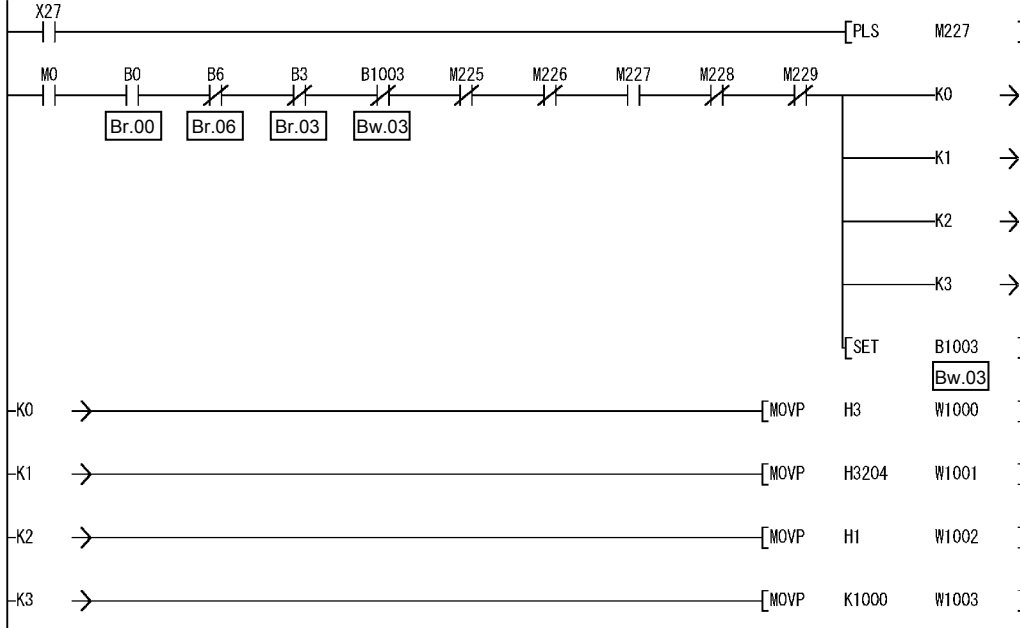 X27
[PLS M227 ]
M0 B0 B6 B3 B1003 M225 M226 M227 M228 M229
K0
Br.00 Br.06 Br.03 Bw.03
K1
K2
K3
[SET B1003 ]
Bw.03
K0 [MOVP H3 W1000 ]
K1 [MOVP H3204 W1001 ]
K2 [MOVP H1 W1002 ]
K3 [MOVP K1000 W1003 ]